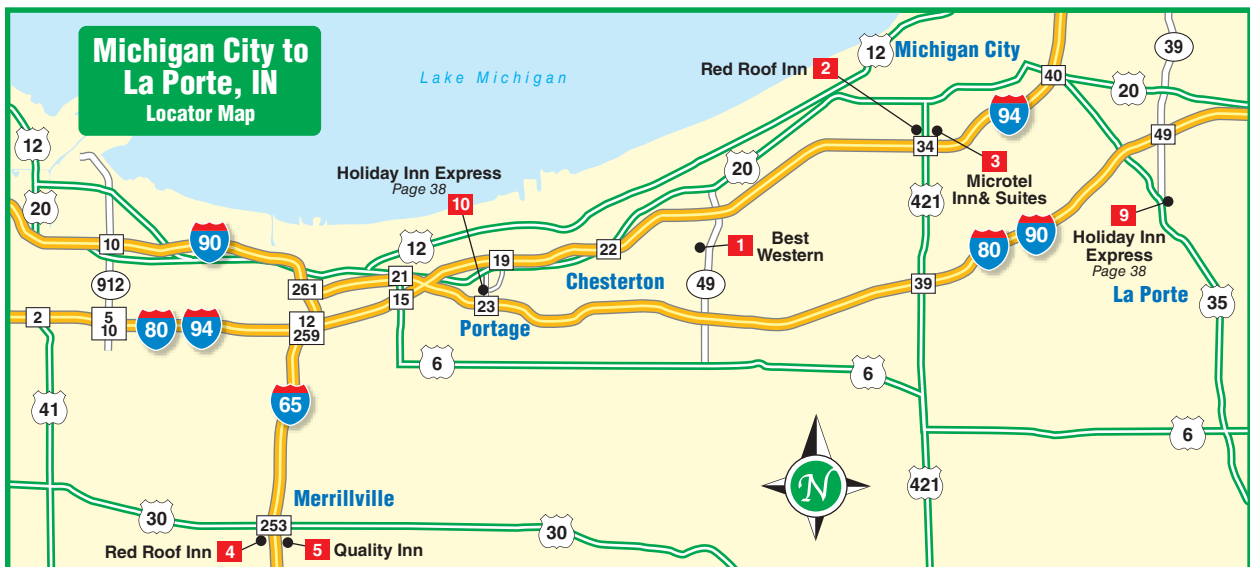 Michigan City to
La Porte, IN
Locator Map
Lake Michigan
12
Michigan City
39
Red Roof Inn 2
40
20
94
12
49
34
3
Microtel
Inn& Suites
Holiday Inn Express
Page 38
10
20
421
9
Holiday Inn
Express
Page 38
20
10
90
12
22
1 Best
Western
80
90
19
21
Chesterton
912
261
15
23
49
39
La Porte
35
2
5
10
80
94
12
259
Portage
6
6
41
65
6
N
421
Merrillville
30
253
30
Red Roof Inn 4
5 Quality Inn